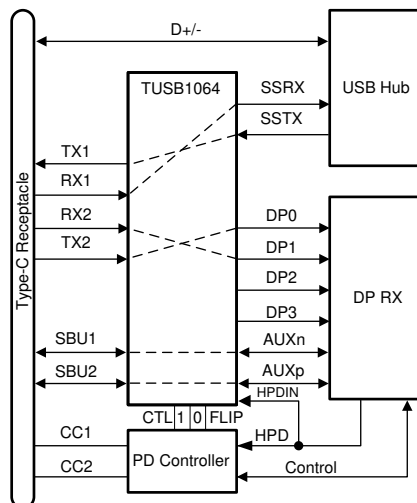 D+/-
TUSB1064
USB Hub
SSRX
SSTX
TX1
RX1
RX2
TX2
Type-C Receptacle
DP0
DP1
DP2
DP3
DP RX
SBU1
AUXn
SBU2
AUXp
HPDIN
CTL 1 0 FLIP
CC1
HPD
PD Controller
CC2
Control